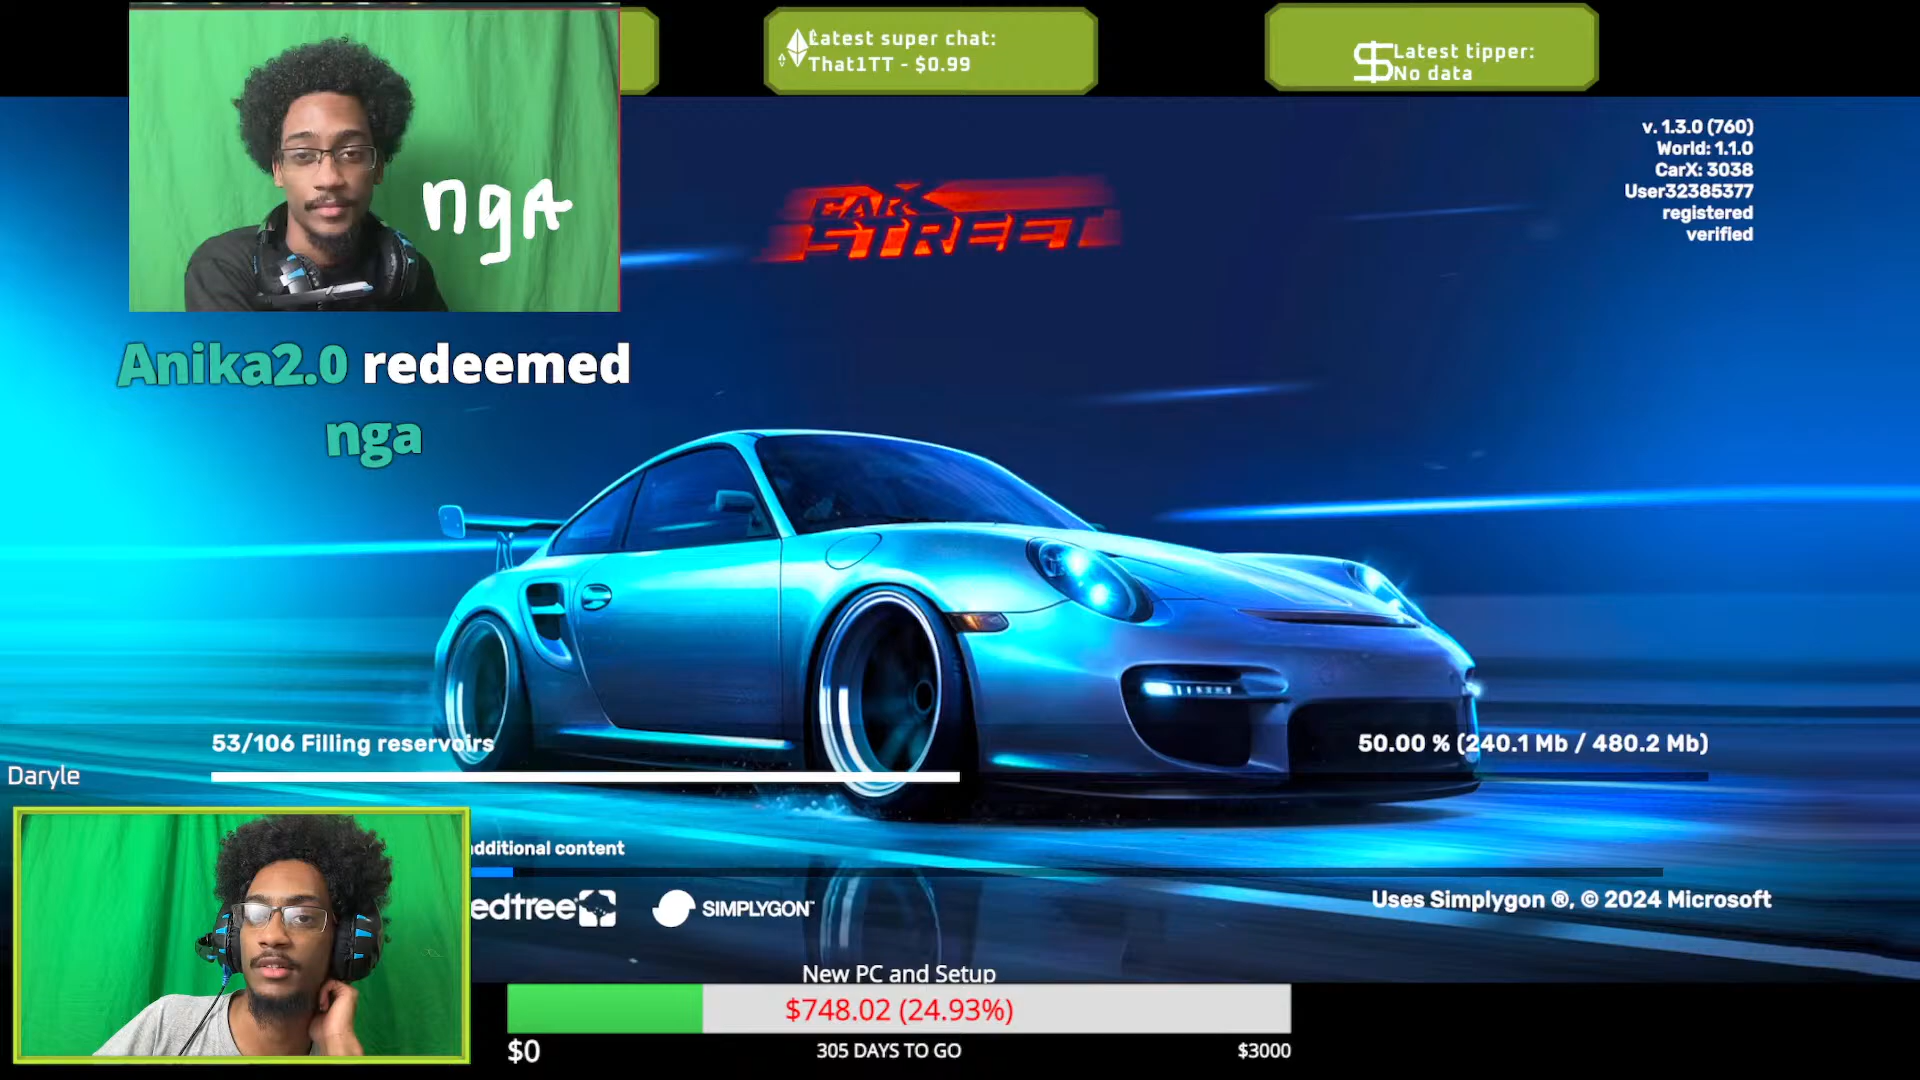 Latest super chat:
That1TT - $0.99
Latest tipper:
No data
v. 1.3.0 (760)
World: 1.1.0
CarX: 3038
User32385377
registered
verified
CARX
STREET
ngA
Anika2.0 redeemed
nga
53/106 Filling reservoirs
50.00 % (240.1 Mb / 480.2 Mb)
Daryle
additional content
edtree
SIMPLYGON™
Uses Simplygon ®, © 2024 Microsoft
New PC and Setup
$748.02 (24.93%)
$0
305 DAYS TO GO
$3000